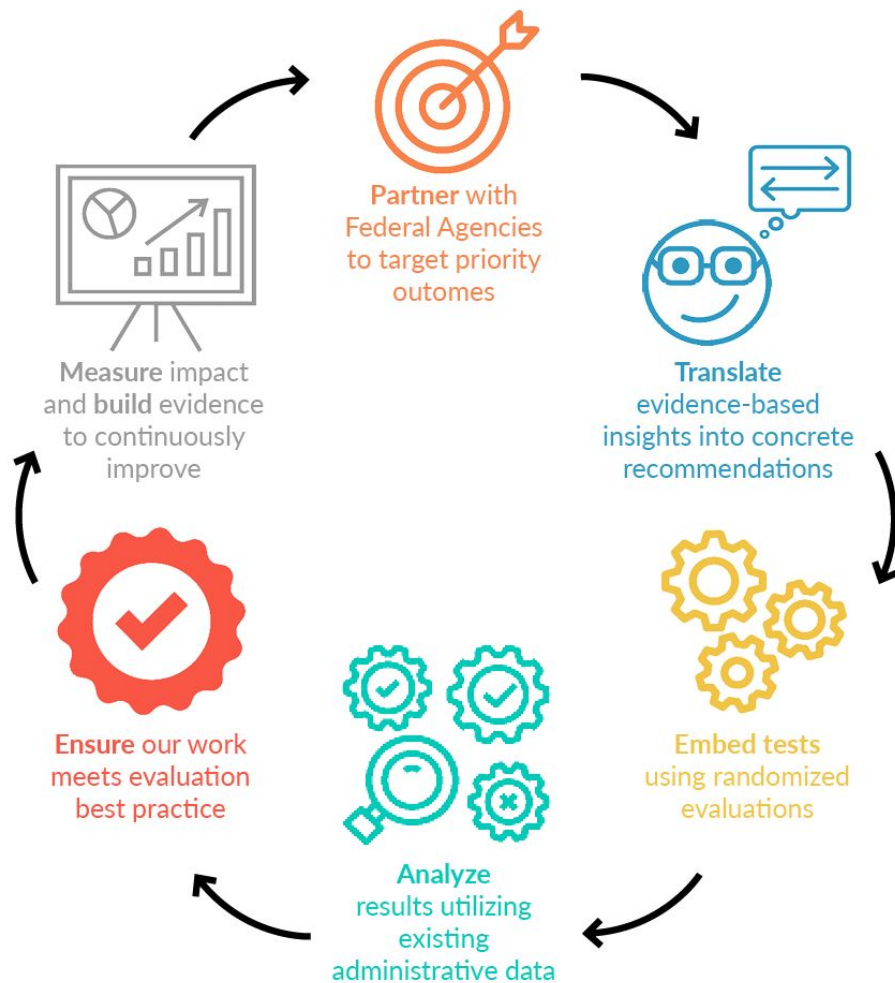 Partner with
Federal Agencies
to target priority
outcomes
Translate
evidence-based
insights into concrete
recommendations
Embed tests
using randomized
evaluations
Analyze
results utilizing
existing
administrative data
Ensure our work
meets evaluation
best practice
Measure impact
and build evidence
to continuously
improve